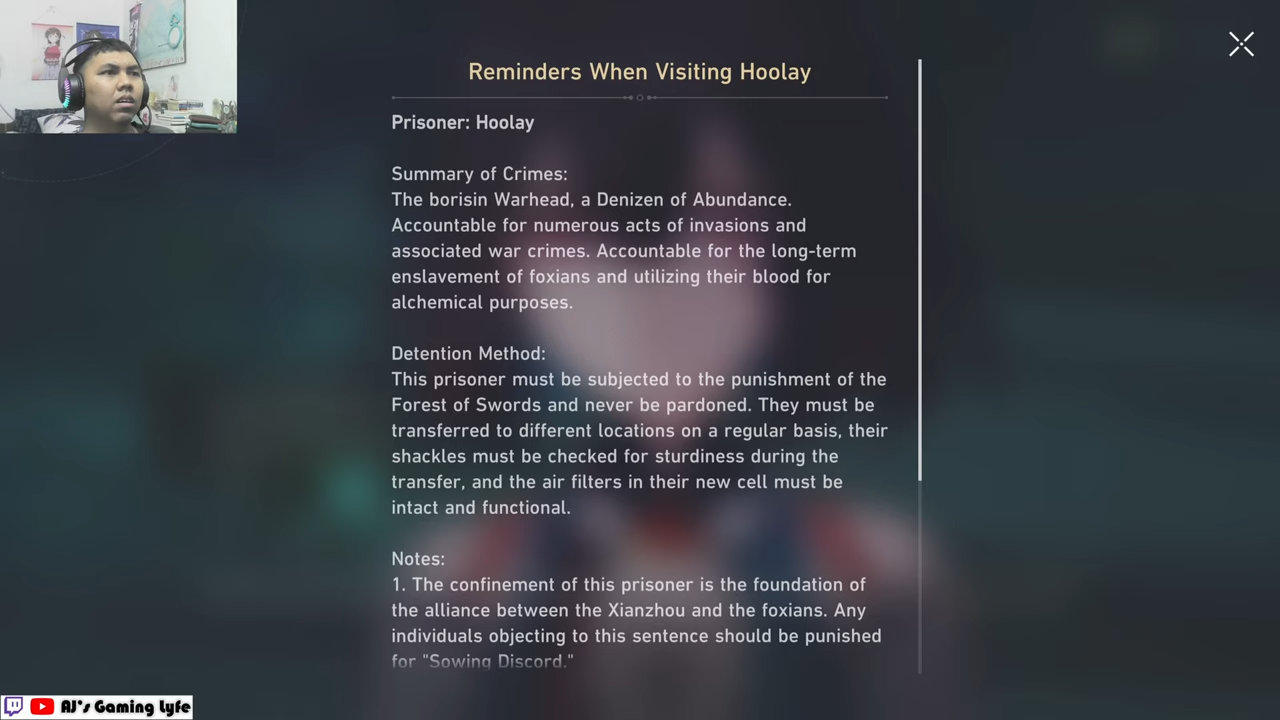 Reminders When Visiting Hoolay
Prisoner: Hoolay
Summary of Crimes:
The borisin Warhead, a Denizen of Abundance.
Accountable for numerous acts of invasions and
associated war crimes. Accountable for the long-term
enslavement of foxians and utilizing their blood for
alchemical purposes.
Detention Method:
This prisoner must be subjected to the punishment of the
Forest of Swords and never be pardoned. They must be
transferred to different locations on a regular basis, their
shackles must be checked for sturdiness during the
transfer, and the air filters in their new cell must be
intact and functional.
Notes:
1. The confinement of this prisoner is the foundation of
the alliance between the Xianzhou and the foxians. Any
individuals objecting to this sentence should be punished
for "Sowing Discord."
AJ's Gaming Lyfe